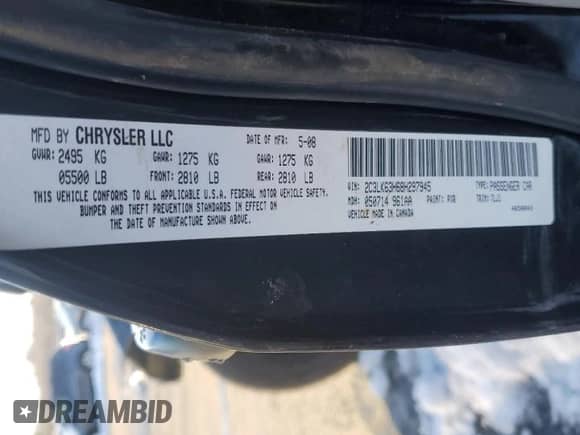 MFD BY CHRYSLER LLC DATE OF MFR: 5-08
GVWR: 2495 KG GAWR: 1275 KG GAWR: 1275 KG
05500 LB FRONT: 2810 LB REAR: 2810 LB
THIS VEHICLE CONFORMS TO ALL APPLICABLE U.S.A. FEDERAL MOTOR VEHICLE SAFETY,
BUMPER AND THEFT PREVENTION STANDARDS IN EFFECT ON
THE DATE OF MANUFACTURE SHOWN ABOVE.
VIN: 2C3LK63H68H297945 TYPE: PASSENGER CAR
MDH: 050714 961AA PAINT: PXR TRIM: 7LJ1
VEHICLE MADE IN CANADA
DREAMBID